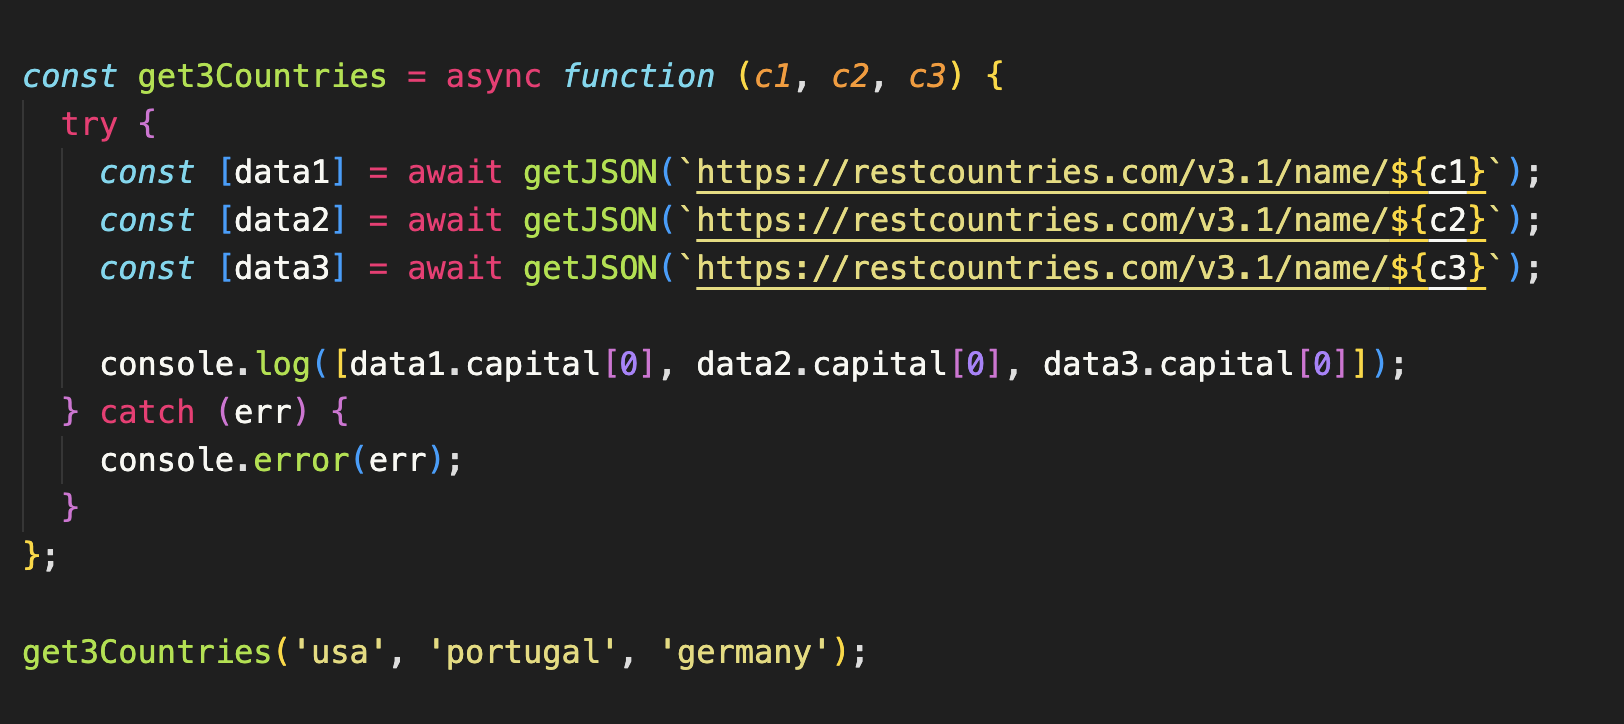 const get3Countries = async function (c1, c2, c3) {
  try {
    const [data1] = await getJSON(`https://restcountries.com/v3.1/name/${c1}`);
    const [data2] = await getJSON(`https://restcountries.com/v3.1/name/${c2}`);
    const [data3] = await getJSON(`https://restcountries.com/v3.1/name/${c3}`);

    console.log([data1.capital[0], data2.capital[0], data3.capital[0]]);
  } catch (err) {
    console.error(err);
  }
};

get3Countries('usa', 'portugal', 'germany');